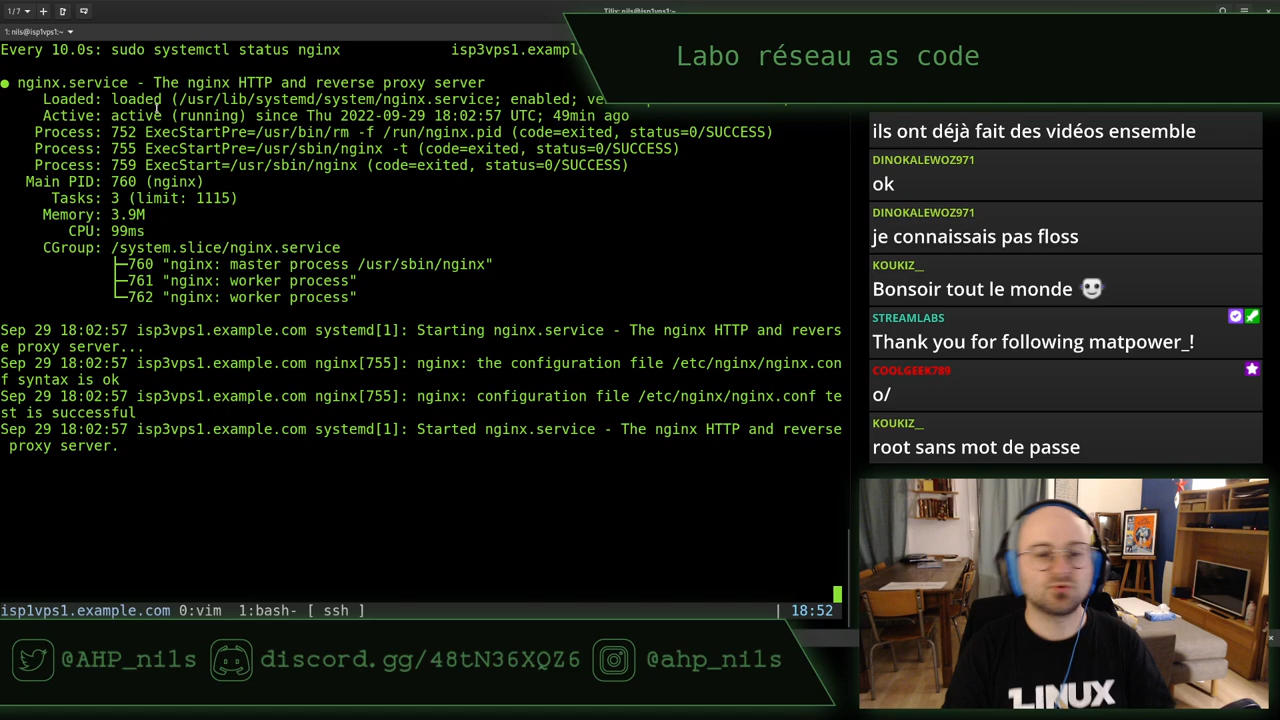 1/7
Tilix: nils@isp1vps1:~
1: nils@isp1vps1:~
Every 10.0s: sudo systemctl status nginx isp3vps1.example
● nginx.service - The nginx HTTP and reverse proxy server
Loaded: loaded (/usr/lib/systemd/system/nginx.service; enabled;
Active: active (running) since Thu 2022-09-29 18:02:57 UTC; 49min ago
Process: 752 ExecStartPre=/usr/bin/rm -f /run/nginx.pid (code=exited, status=0/SUCCESS)
Process: 755 ExecStartPre=/usr/sbin/nginx -t (code=exited, status=0/SUCCESS)
Process: 759 ExecStart=/usr/sbin/nginx (code=exited, status=0/SUCCESS)
Main PID: 760 (nginx)
Tasks: 3 (limit: 1115)
Memory: 3.9M
CPU: 99ms
CGroup: /system.slice/nginx.service
├─760 "nginx: master process /usr/sbin/nginx"
├─761 "nginx: worker process"
└─762 "nginx: worker process"
Sep 29 18:02:57 isp3vps1.example.com systemd[1]: Starting nginx.service - The nginx HTTP and revers
e proxy server...
Sep 29 18:02:57 isp3vps1.example.com nginx[755]: nginx: the configuration file /etc/nginx/nginx.con
f syntax is ok
Sep 29 18:02:57 isp3vps1.example.com nginx[755]: nginx: configuration file /etc/nginx/nginx.conf te
st is successful
Sep 29 18:02:57 isp3vps1.example.com systemd[1]: Started nginx.service - The nginx HTTP and reverse
proxy server.
isp1vps1.example.com 0:vim 1:bash- [ ssh ] | 18:52
Labo réseau as code
ils ont déjà fait des vidéos ensemble
DINOKALEWOZ971
ok
DINOKALEWOZ971
je connaissais pas floss
KOUKIZ__
Bonsoir tout le monde
STREAMLABS
Thank you for following matpower_!
COOLGEEK789
o/
KOUKIZ__
root sans mot de passe
LINUX
@AHP_nils discord.gg/48tN36XQZ6 @ahp_nils